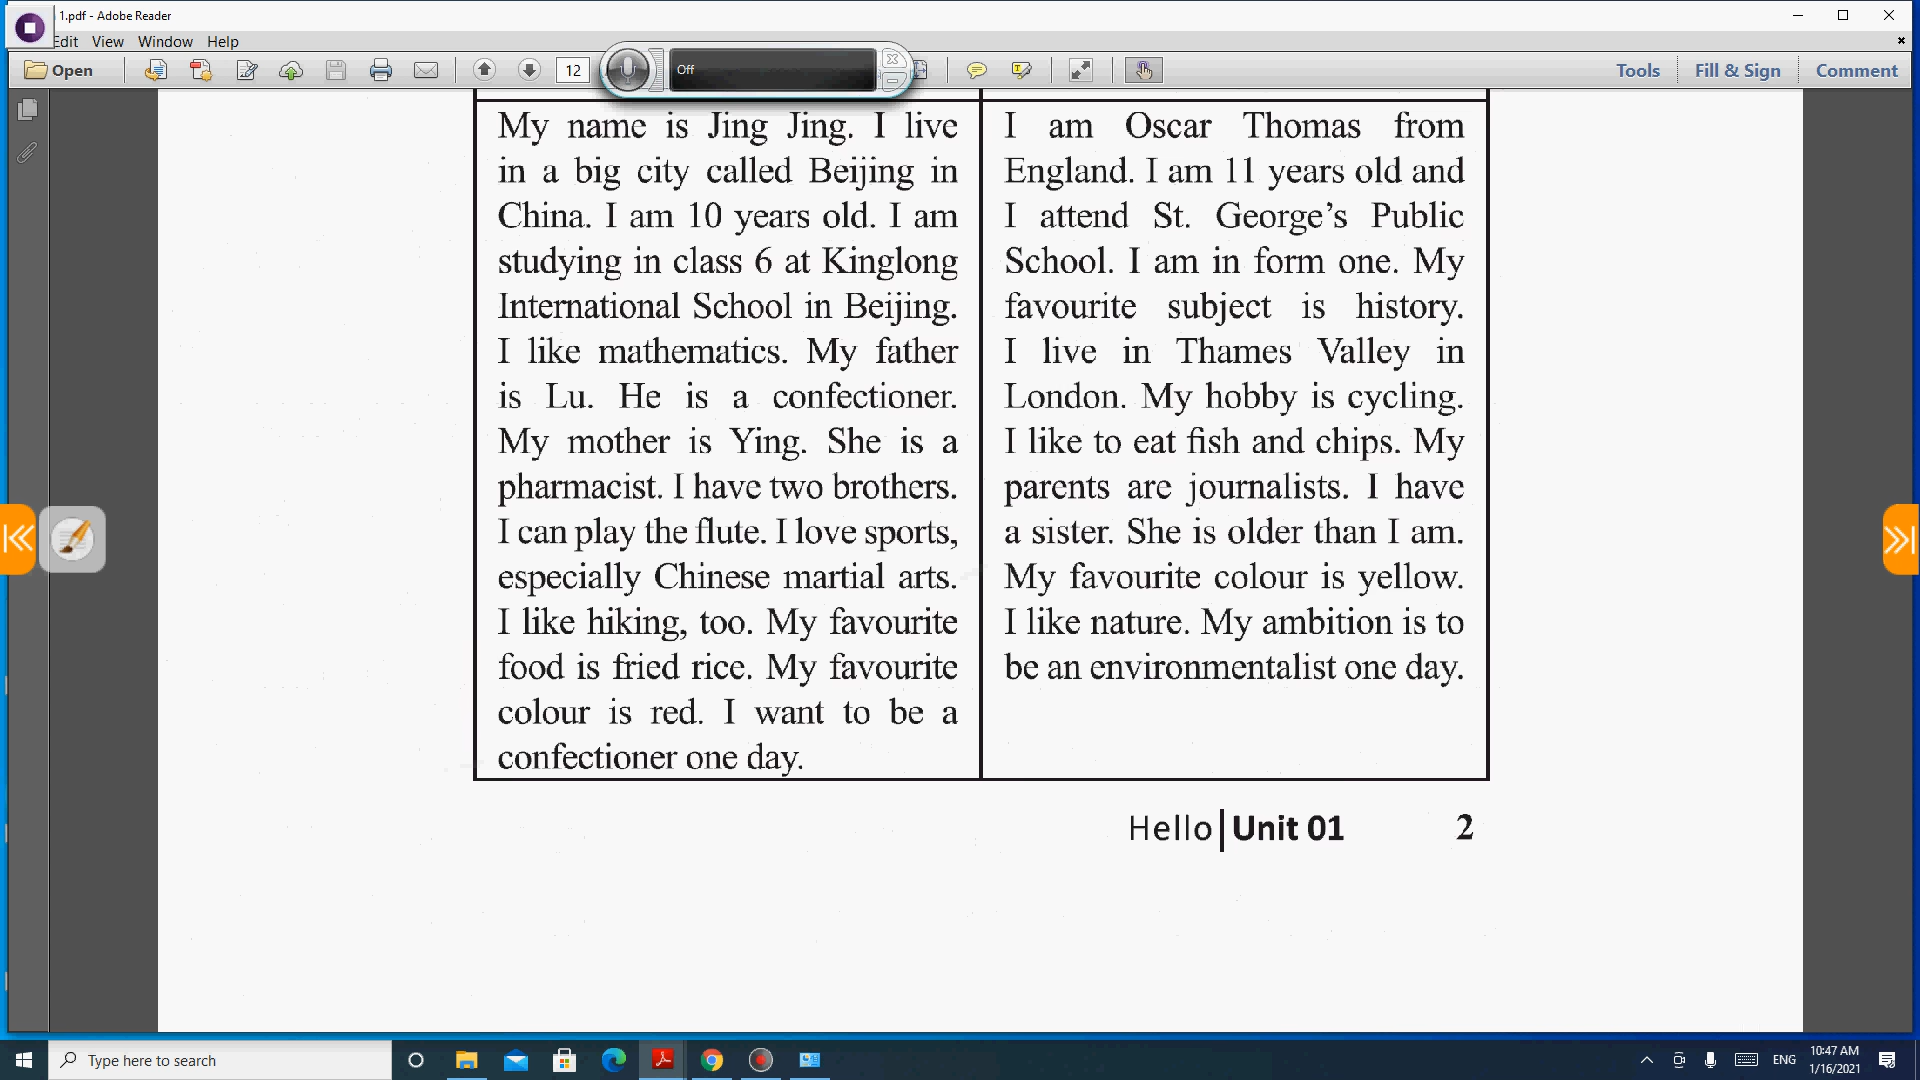 1.pdf - Adobe Reader
Edit View Window Help
Open
12
Off
Tools Fill & Sign Comment
My name is Jing Jing. I live
in a big city called Beijing in
China. I am 10 years old. I am
studying in class 6 at Kinglong
International School in Beijing.
I like mathematics. My father
is Lu. He is a confectioner.
My mother is Ying. She is a
pharmacist. I have two brothers.
I can play the flute. I love sports,
especially Chinese martial arts.
I like hiking, too. My favourite
food is fried rice. My favourite
colour is red. I want to be a
confectioner one day.
I am Oscar Thomas from
England. I am 11 years old and
I attend St. George’s Public
School. I am in form one. My
favourite subject is history.
I live in Thames Valley in
London. My hobby is cycling.
I like to eat fish and chips. My
parents are journalists. I have
a sister. She is older than I am.
My favourite colour is yellow.
I like nature. My ambition is to
be an environmentalist one day.
Hello|Unit 01 2
Type here to search
ENG
10:47 AM
1/16/2021